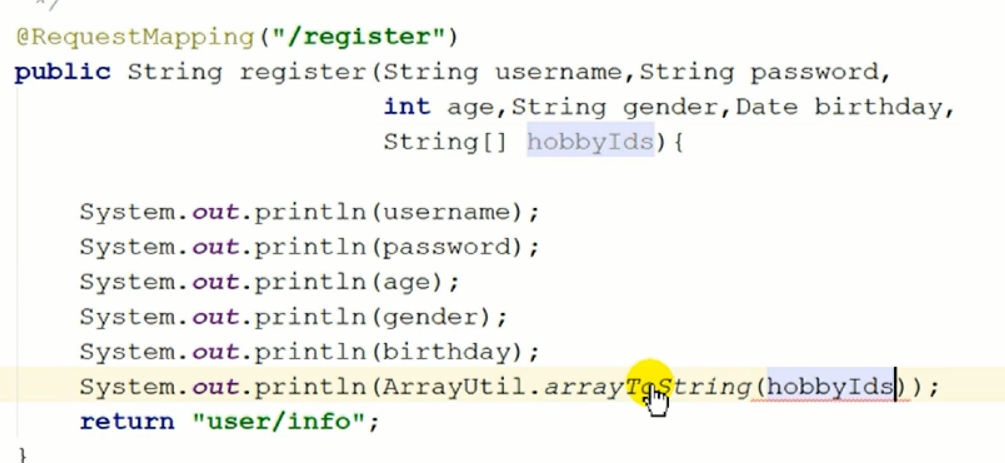 */
@RequestMapping("/register")
public String register(String username,String password,
int age,String gender,Date birthday,
String[] hobbyIds){
System.out.println(username);
System.out.println(password);
System.out.println(age);
System.out.println(gender);
System.out.println(birthday);
System.out.println(ArrayUtil.arrayToString(hobbyIds));
return "user/info";
}